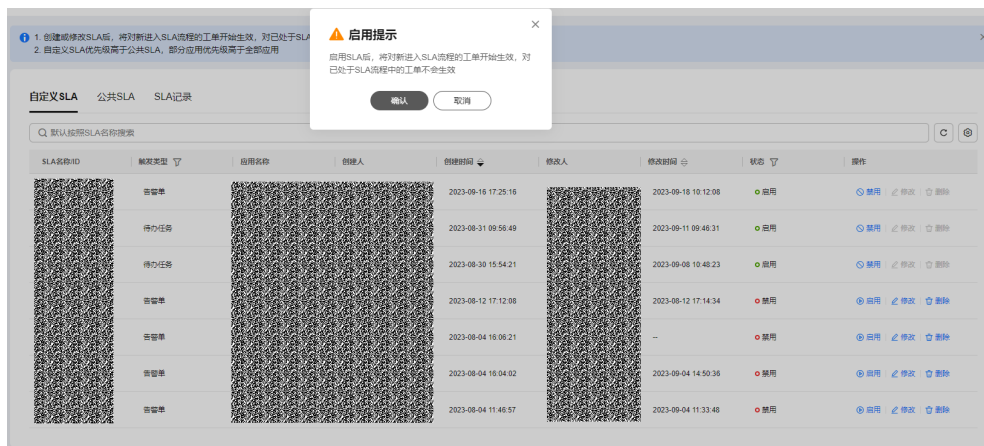 1. 创建或修改SLA后，将对新进入SLA流程的工单开始生效，对已处于SLA
2. 自定义SLA优先级高于公共SLA，部分应用优先级高于全部应用
启用提示
启用SLA后，将对新进入SLA流程的工单开始生效，对
已处于SLA流程中的工单不会生效
确认 取消
自定义SLA 公共SLA SLA记录
默认按照SLA名称搜索
SLA名称/ID 触发类型 应用名称 创建人 创建时间 修改人 修改时间 状态 操作
告警单 2023-09-16 17:25:16 2023-09-18 10:12:08 启用 禁用 修改 删除
待办任务 2023-08-31 09:56:49 2023-09-11 09:46:31 启用 禁用 修改 删除
待办任务 2023-08-30 15:54:21 2023-09-08 10:48:23 启用 禁用 修改 删除
告警单 2023-08-12 17:12:08 2023-08-12 17:14:34 禁用 启用 修改 删除
告警单 2023-08-04 16:06:21 -- 禁用 启用 修改 删除
告警单 2023-08-04 16:04:02 2023-09-04 14:50:36 禁用 启用 修改 删除
告警单 2023-08-04 11:46:57 2023-09-04 11:33:48 禁用 启用 修改 删除